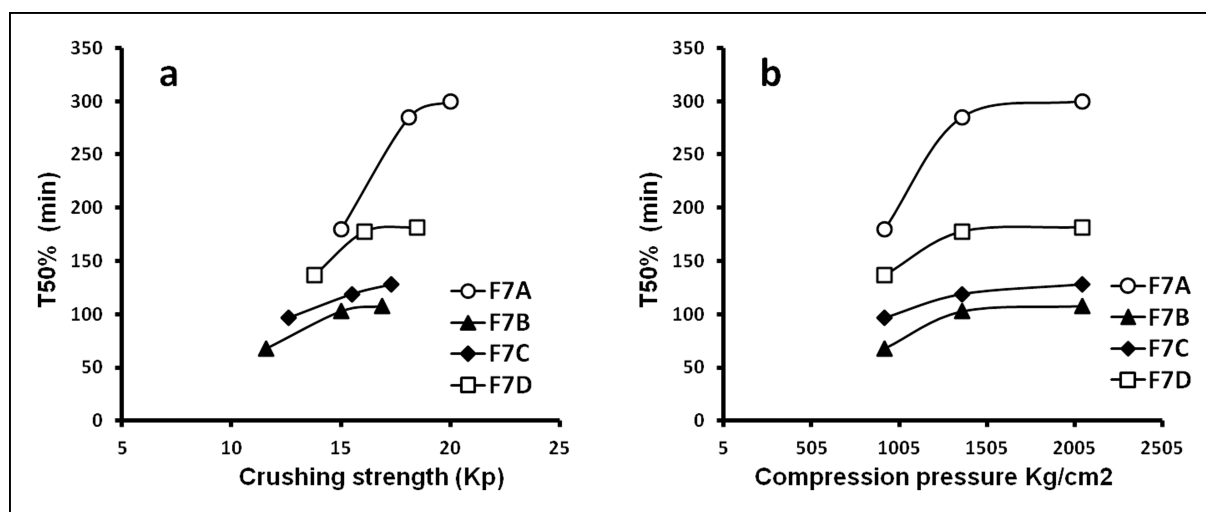 a
350
300
250
200
150
100
50
0
T50% (min)
5 10 15 20 25
Crushing strength (Kp)
F7A
F7B
F7C
F7D
b
350
300
250
200
150
100
50
0
T50% (min)
5 505 1005 1505 2005 2505
Compression pressure Kg/cm2
F7A
F7B
F7C
F7D